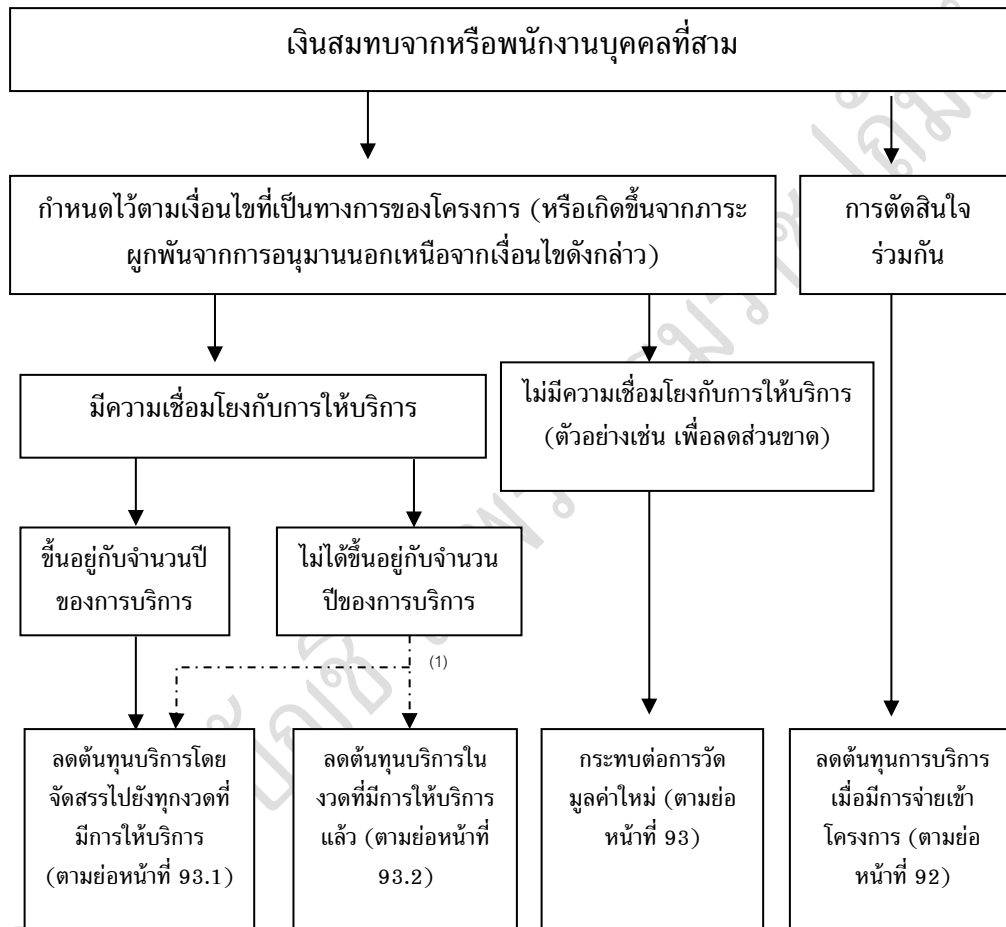 เงินสมทบจากหรือพนักงานบุคคลที่สาม
กำหนดไว้ตามเงื่อนไขที่เป็นทางการของโครงการ (หรือเกิดขึ้นจากภาระ
ผูกพันจากการอนุมานนอกเหนือจากเงื่อนไขดังกล่าว)
การตัดสินใจ
ร่วมกัน
มีความเชื่อมโยงกับการให้บริการ
ไม่มีความเชื่อมโยงกับการให้บริการ
(ตัวอย่างเช่น เพื่อลดส่วนขาด)
ขึ้นอยู่กับจำนวนปี
ของการบริการ
ไม่ได้ขึ้นอยู่กับจำนวน
ปีของการบริการ
(1)
ลดต้นทุนบริการโดย
จัดสรรไปยังทุกงวดที่
มีการให้บริการ
(ตามย่อหน้าที่ 93.1)
ลดต้นทุนบริการใน
งวดที่มีการให้บริการ
แล้ว (ตามย่อหน้าที่
93.2)
กระทบต่อการวัด
มูลค่าใหม่ (ตามย่อ
หน้าที่ 93)
ลดต้นทุนการบริการ
เมื่อมีการจ่ายเข้า
โครงการ (ตามย่อ
หน้าที่ 92)